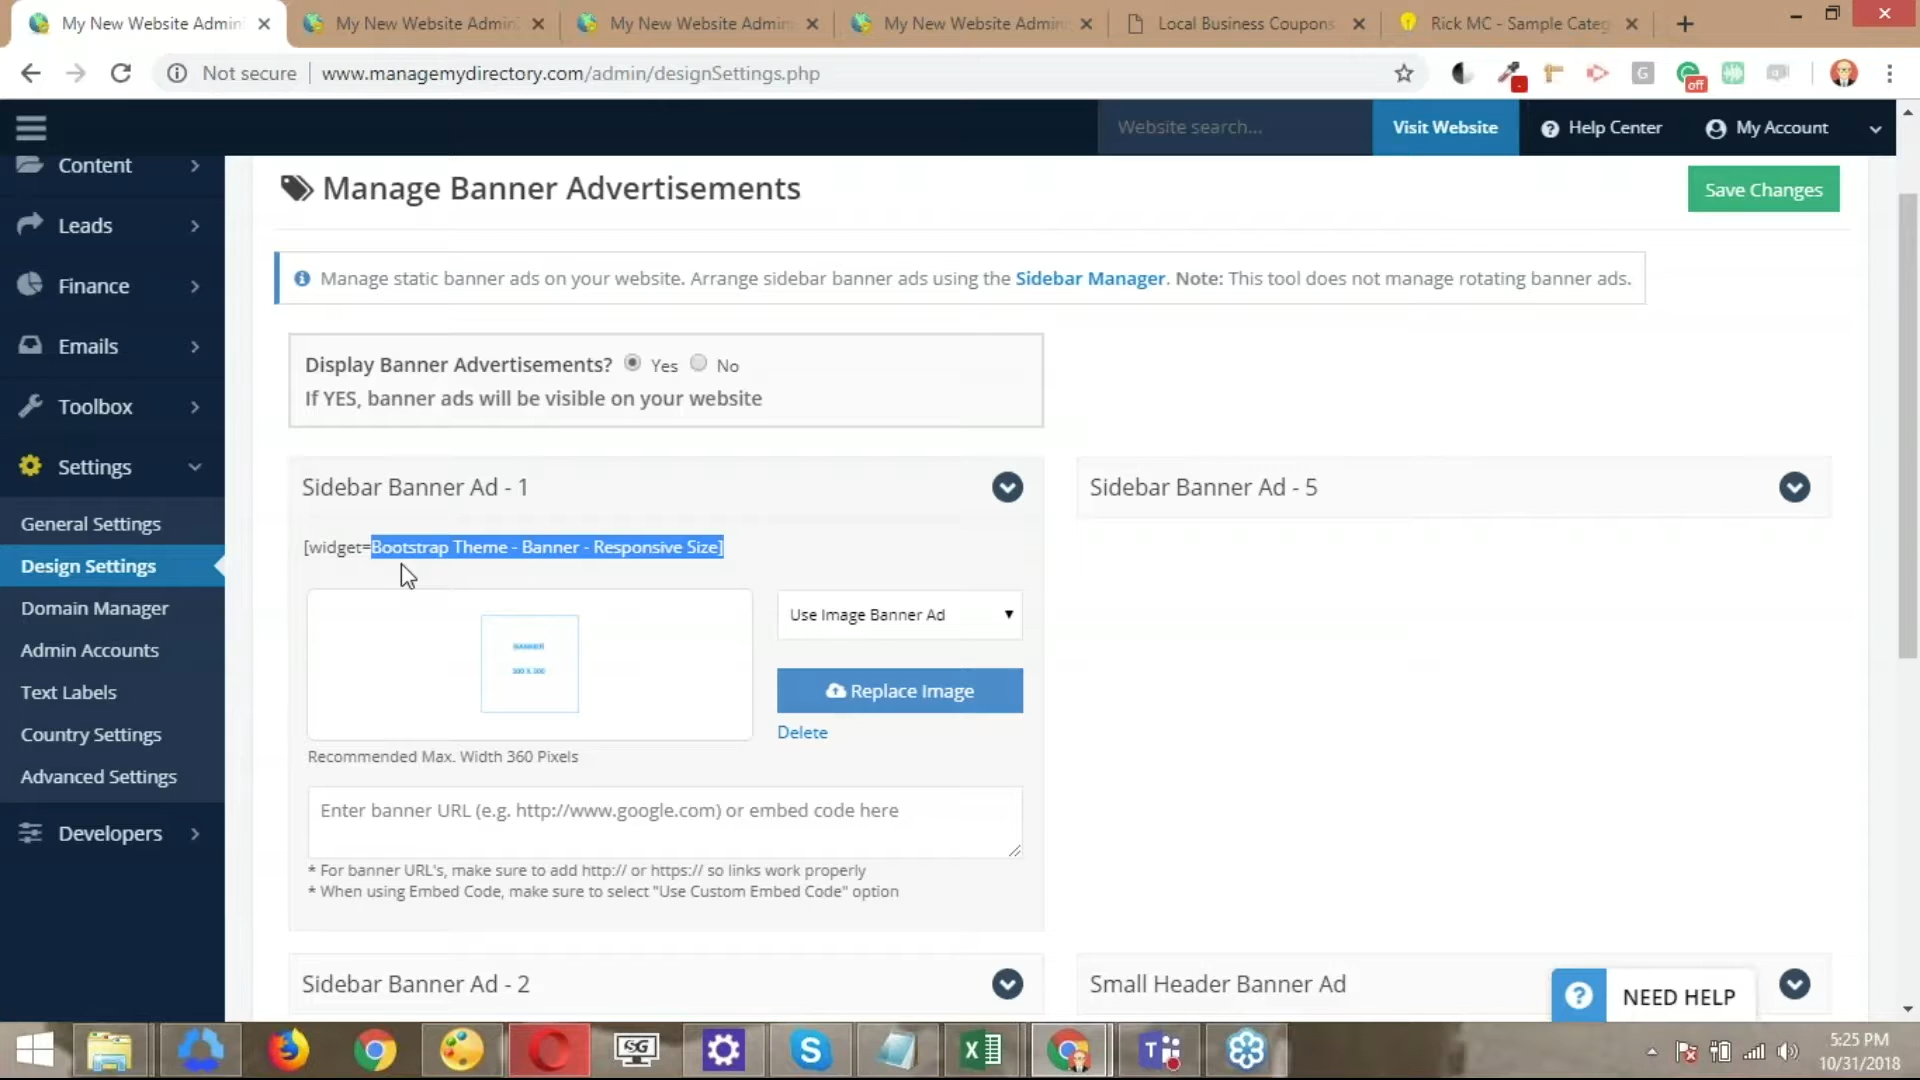 My New Website Admin
My New Website Admin
My New Website Admin
My New Website Admin
Local Business Coupons
Rick MC - Sample Categ
Not secure
www.managemydirectory.com/admin/designSettings.php
off
Website search...
Visit Website
Help Center
My Account
Content
Leads
Finance
Emails
Toolbox
Settings
General Settings
Design Settings
Domain Manager
Admin Accounts
Text Labels
Country Settings
Advanced Settings
Developers
Manage Banner Advertisements
Save Changes
Manage static banner ads on your website. Arrange sidebar banner ads using the Sidebar Manager. Note: This tool does not manage rotating banner ads.
Display Banner Advertisements? Yes No
If YES, banner ads will be visible on your website
Sidebar Banner Ad - 1
[widget=Bootstrap Theme - Banner - Responsive Size]
BANNER
300 X 300
Use Image Banner Ad
Replace Image
Delete
Recommended Max. Width 360 Pixels
Enter banner URL (e.g. http://www.google.com) or embed code here
* For banner URL's, make sure to add http:// or https:// so links work properly
* When using Embed Code, make sure to select "Use Custom Embed Code" option
Sidebar Banner Ad - 5
Sidebar Banner Ad - 2
Small Header Banner Ad
NEED HELP
SG
5:25 PM
10/31/2018